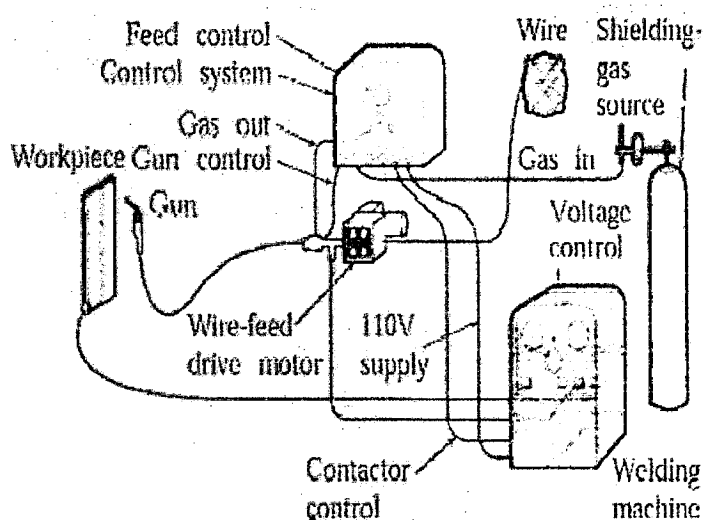 Feed control
Control system
Gas out
Workpiece Gun control
Gun
Wire
Shielding-
gas
source
Gas in
Voltage
control
Wire-feed
drive motor
110V
supply
Contactor
control
Welding
machine